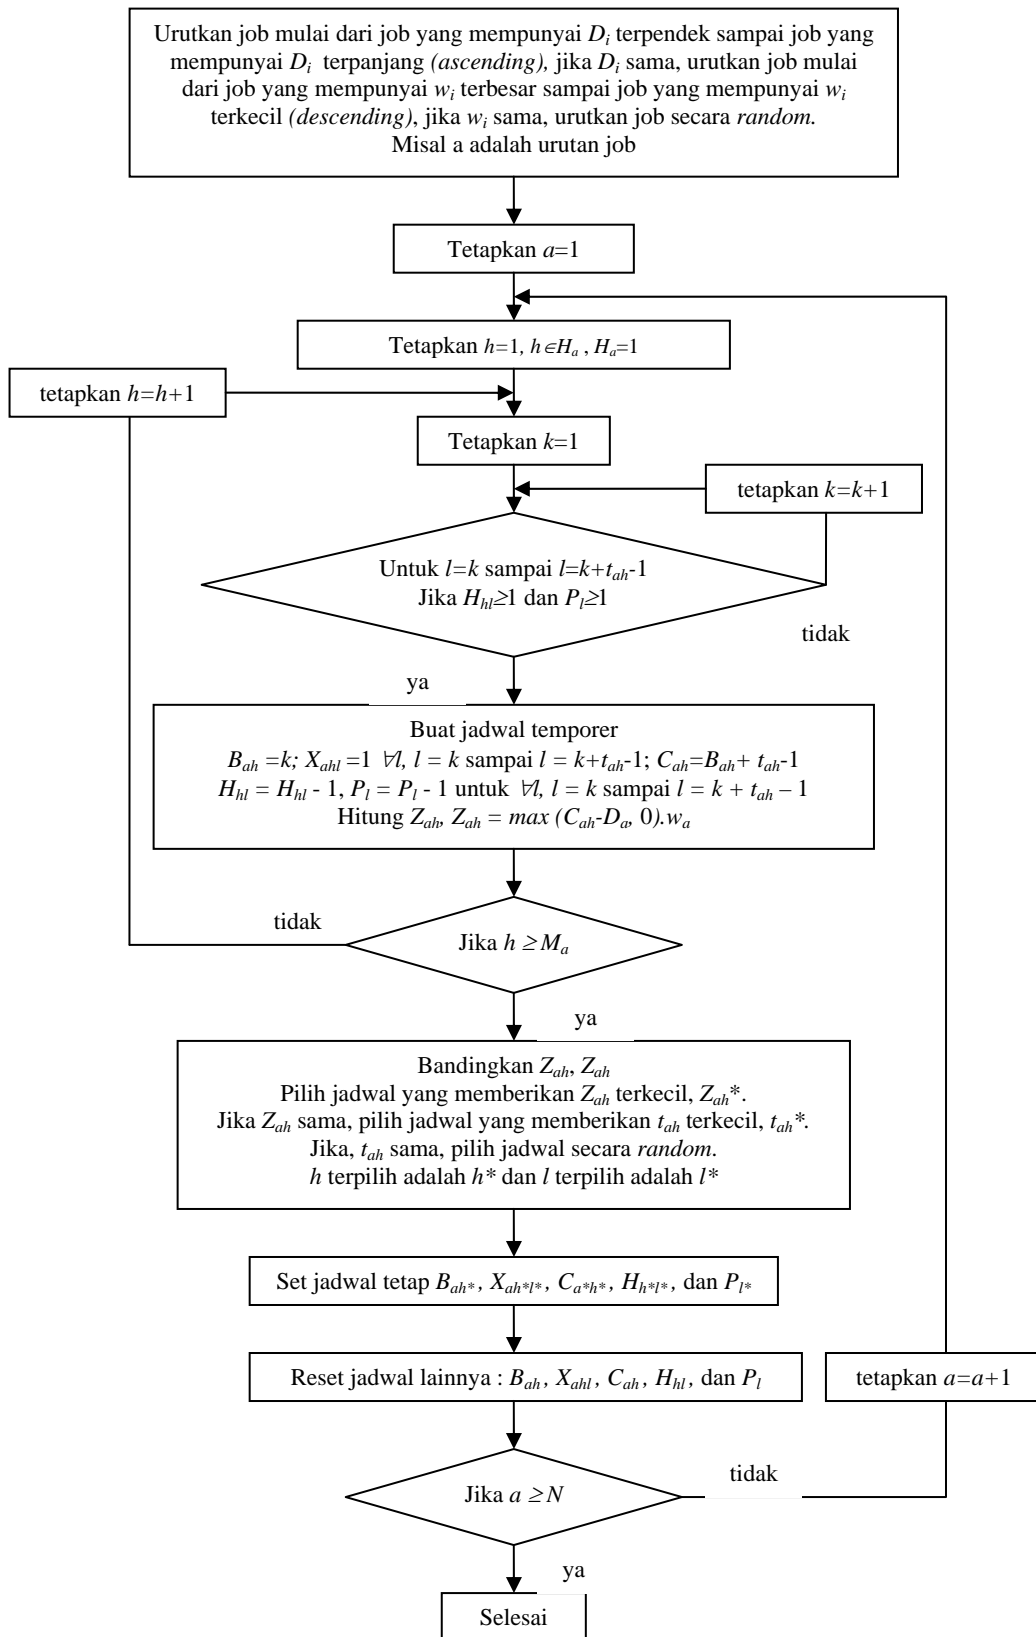 Urutkan job mulai dari job yang mempunyai Di terpendek sampai job yang
mempunyai Di terpanjang (ascending), jika Di sama, urutkan job mulai
dari job yang mempunyai wi terbesar sampai job yang mempunyai wi
terkecil (descending), jika wi sama, urutkan job secara random.
Misal a adalah urutan job
Tetapkan a=1
Tetapkan h=1, h∈Ha , Ha=1
tetapkan h=h+1
Tetapkan k=1
tetapkan k=k+1
Untuk l=k sampai l=k+tah-1
Jika Hhl≥1 dan Pl≥1
tidak
ya
Buat jadwal temporer
Bah =k; Xahl =1 ∀l, l = k sampai l = k+tah-1; Cah=Bah+ tah-1
Hhl = Hhl - 1, Pl = Pl - 1 untuk ∀l, l = k sampai l = k + tah – 1
Hitung Zah, Zah = max (Cah-Da, 0).wa
tidak
Jika h ≥ Ma
ya
Bandingkan Zah, Zah
Pilih jadwal yang memberikan Zah terkecil, Zah*.
Jika Zah sama, pilih jadwal yang memberikan tah terkecil, tah*.
Jika, tah sama, pilih jadwal secara random.
h terpilih adalah h* dan l terpilih adalah l*
Set jadwal tetap Bah*, Xah*l*, Ca*h*, Hh*l*, dan Pl*
Reset jadwal lainnya : Bah, Xahl, Cah, Hhl, dan Pl
tetapkan a=a+1
Jika a ≥ N
tidak
ya
Selesai